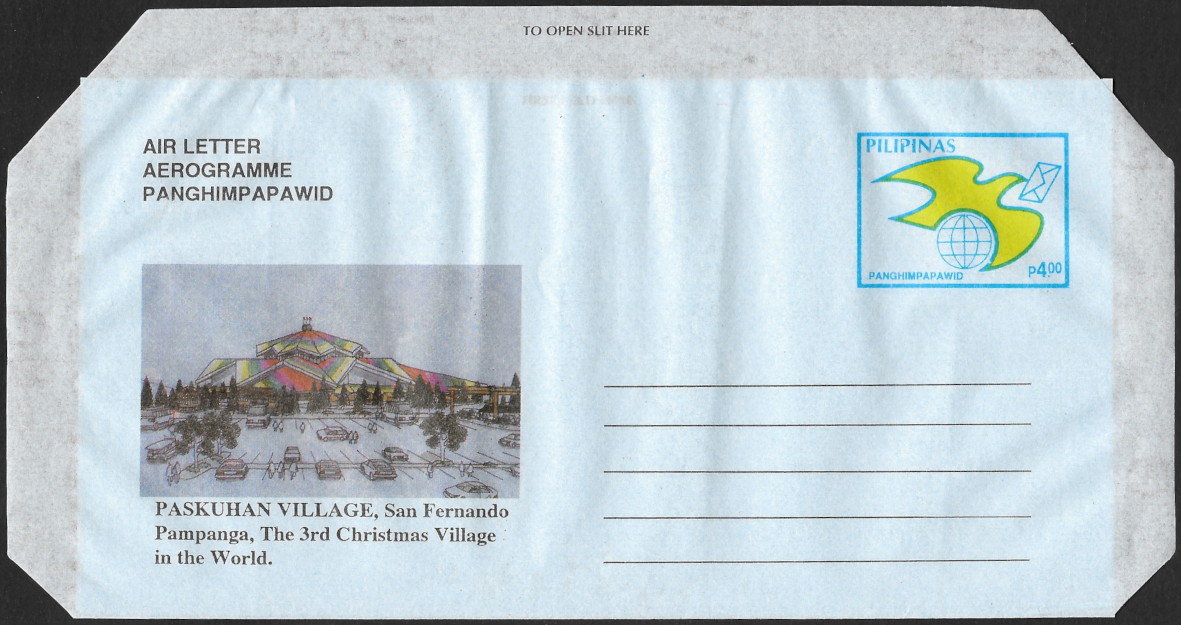 TO OPEN SLIT HERE
AIR LETTER
AEROGRAMME
PANGHIMPAPAWID
PILIPINAS
PANGHIMPAPAWID
P4.00
PASKUHAN VILLAGE, San Fernando
Pampanga, The 3rd Christmas Village
in the World.